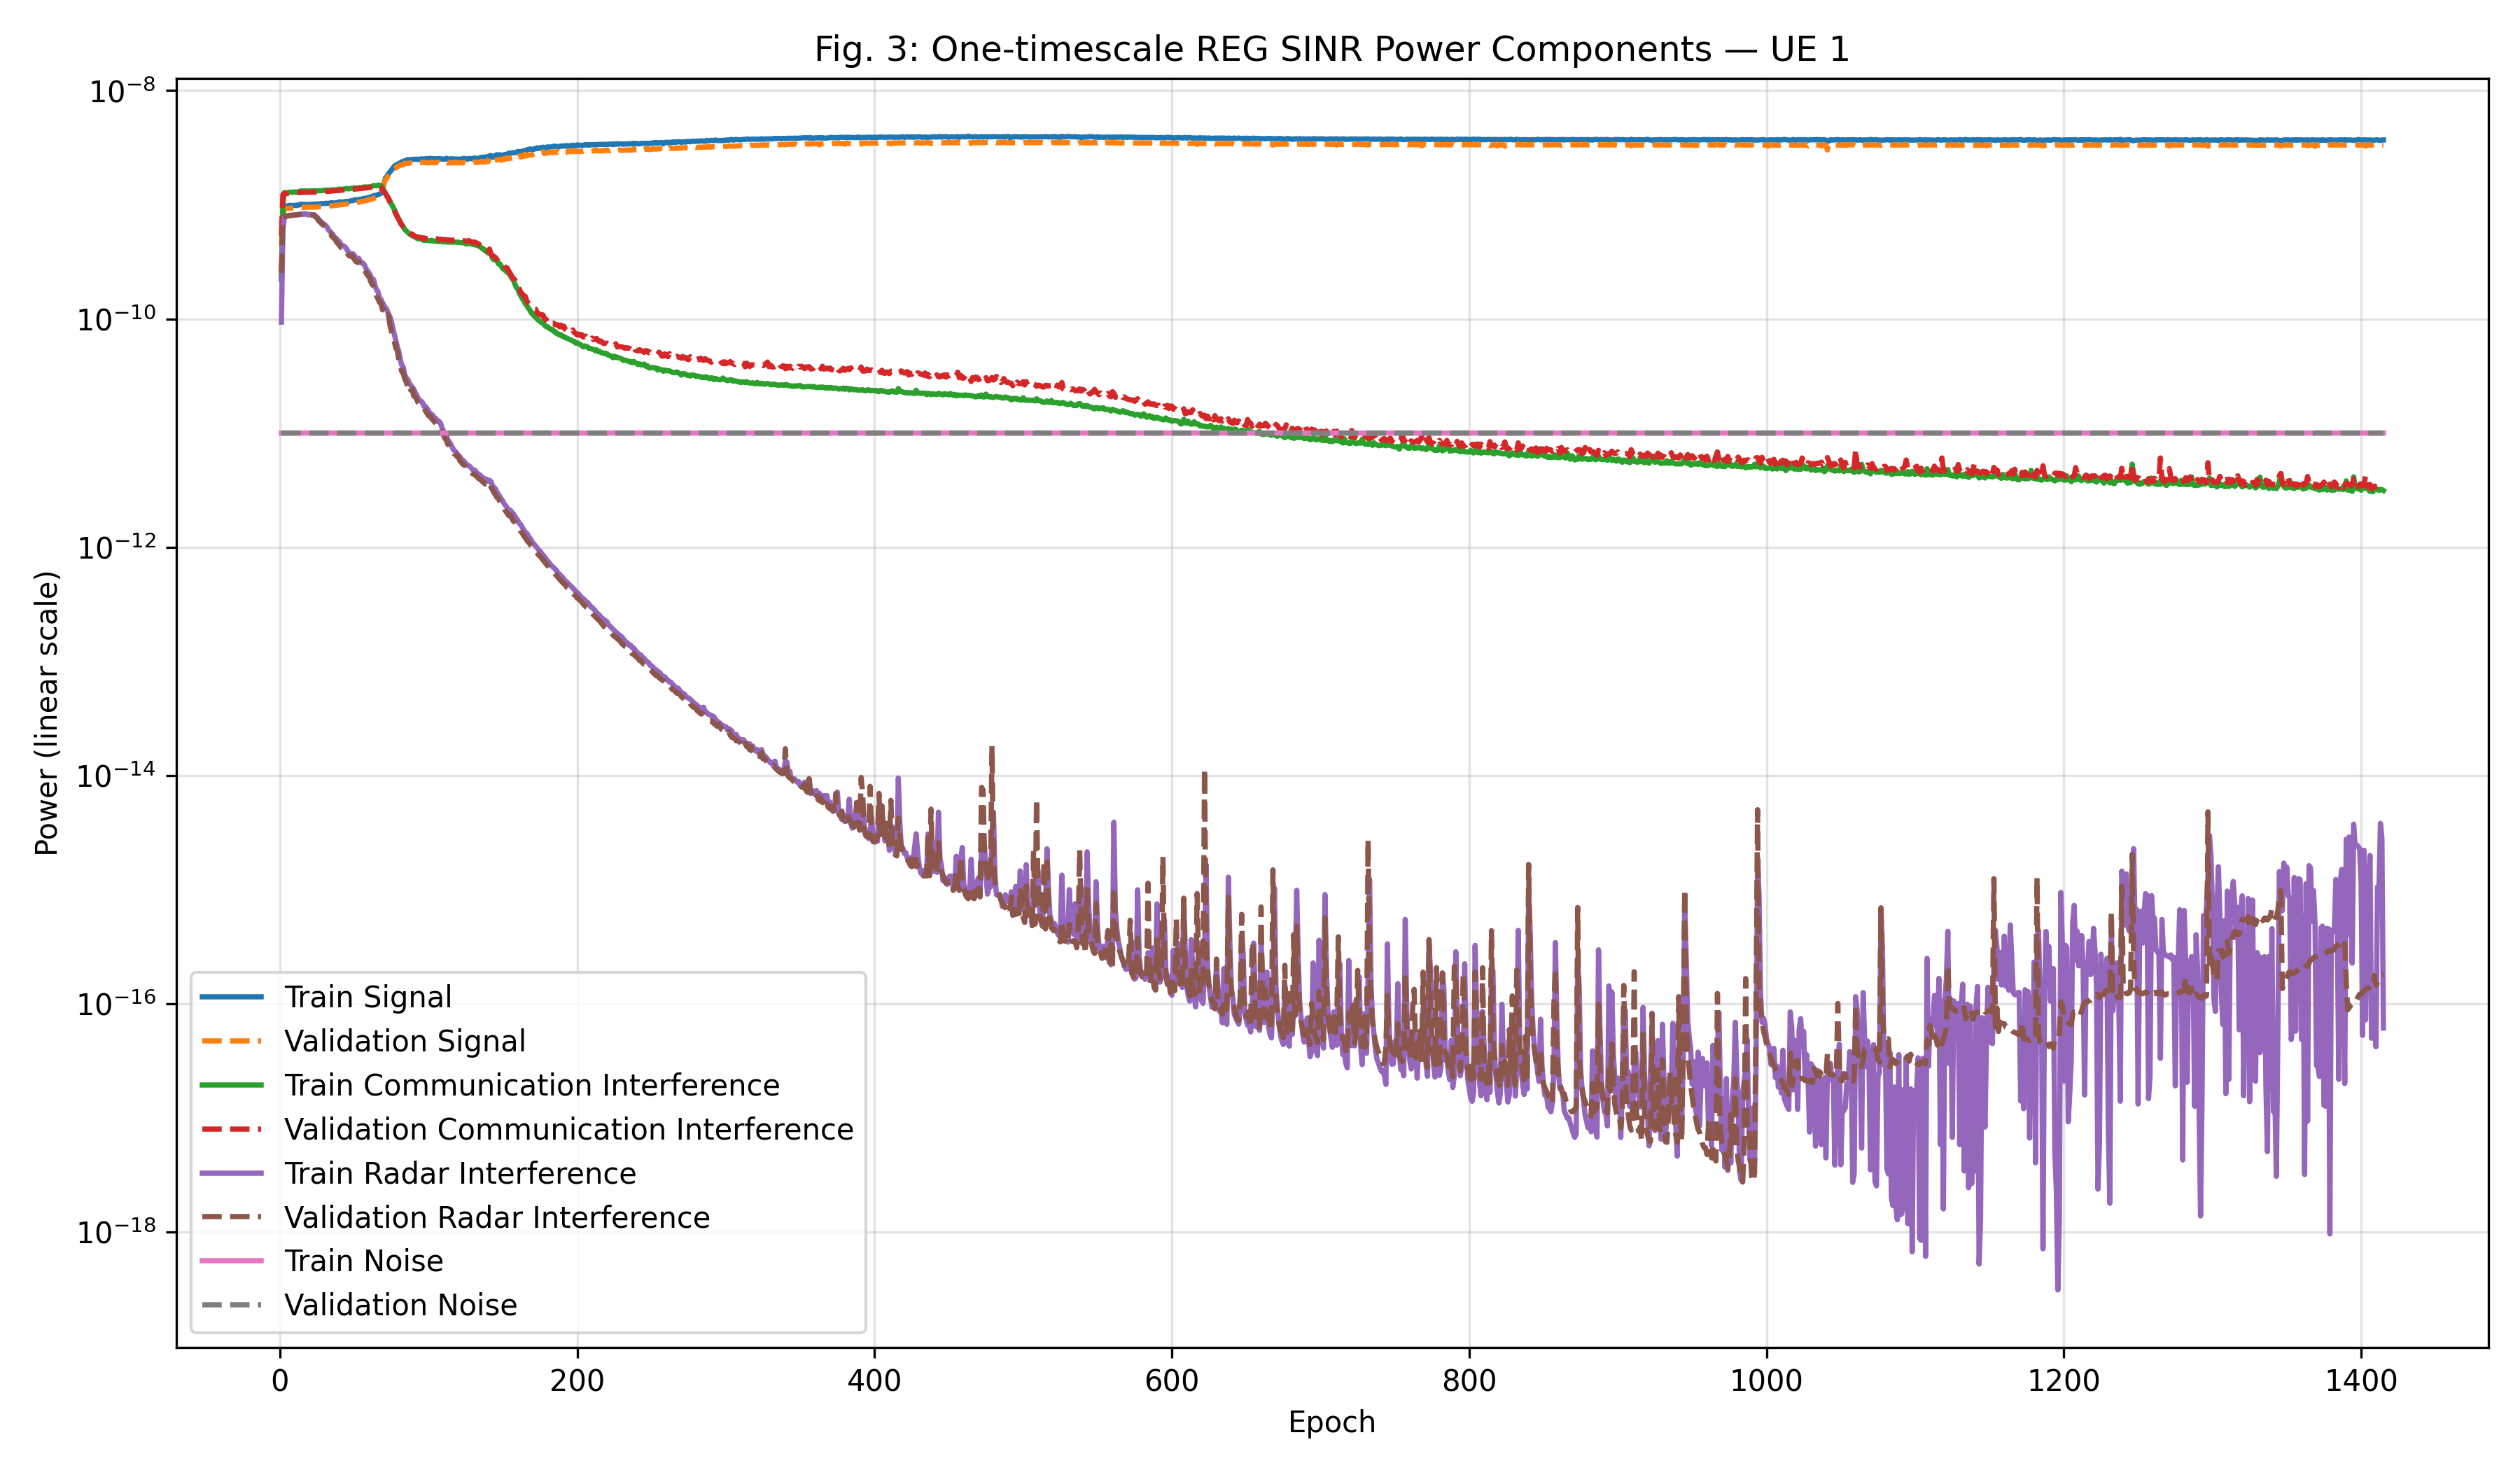 Fig. 3: One-timescale REG SINR Power Components — UE 1
Power (linear scale)
10⁻⁸
10⁻¹⁰
10⁻¹²
10⁻¹⁴
10⁻¹⁶
10⁻¹⁸
Train Signal
Validation Signal
Train Communication Interference
Validation Communication Interference
Train Radar Interference
Validation Radar Interference
Train Noise
Validation Noise
0 200 400 600 800 1000 1200 1400
Epoch